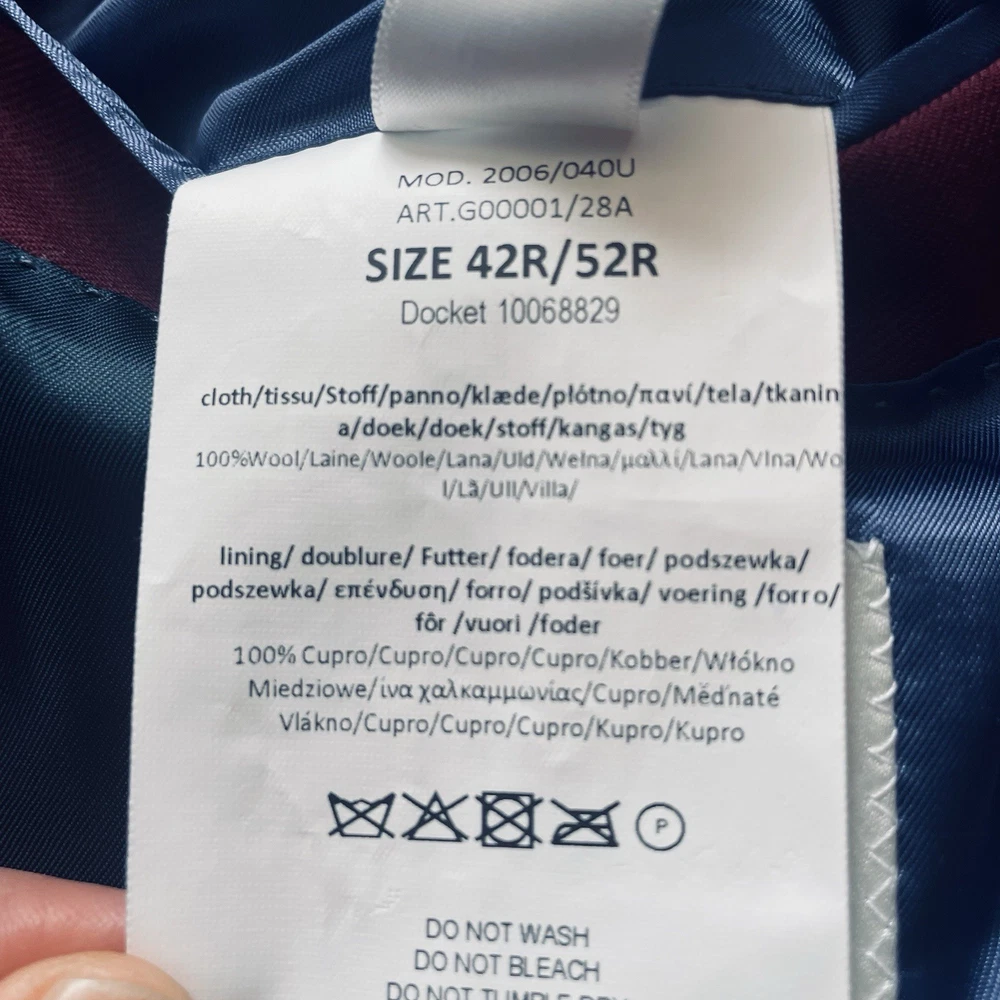 MOD. 2006/040U
ART.G00001/28A
SIZE 42R/52R
Docket 10068829
cloth/tissu/Stoff/panno/klæde/płótno/πανί/tela/tkanin
a/doek/doek/stoff/kangas/tyg
100%Wool/Laine/Woole/Lana/Uld/Wełna/μαλλί/Lana/Vlna/Wo
l/Lã/Ull/Villa/
lining/ doublure/ Futter/ fodera/ foer/ podszewka/
podszewka/ επένδυση/ forro/ podšívka/ voering /forro/
fôr /vuori /foder
100% Cupro/Cupro/Cupro/Cupro/Kobber/Włókno
Miedziowe/ίνα χαλκαμμωνίας/Cupro/Měďnaté
Vlákno/Cupro/Cupro/Cupro/Kupro/Kupro
P
DO NOT WASH
DO NOT BLEACH
DO NOT TUMBLE DRY